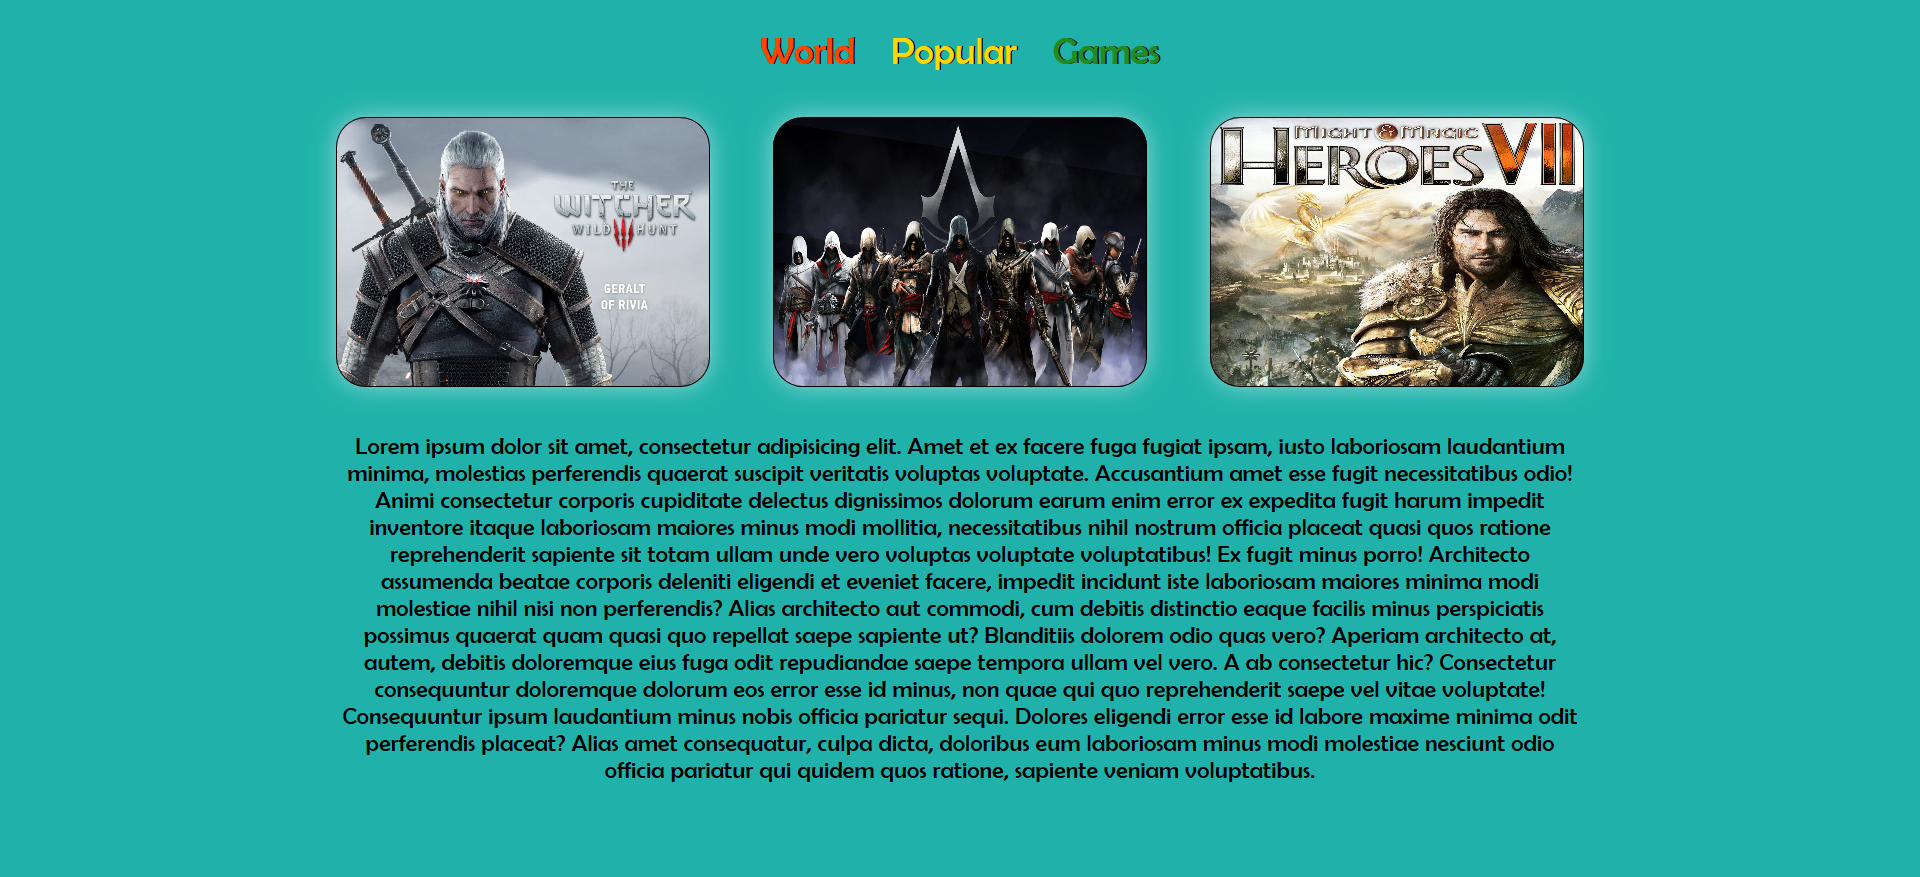 World Popular Games
THE
WITCHER
WILD HUNT
GERALT
OF RIVIA
MIGHT & MAGIC
HEROES VII
Lorem ipsum dolor sit amet, consectetur adipisicing elit. Amet et ex facere fuga fugiat ipsam, iusto laboriosam laudantium
minima, molestias perferendis quaerat suscipit veritatis voluptas voluptate. Accusantium amet esse fugit necessitatibus odio!
Animi consectetur corporis cupiditate delectus dignissimos dolorum earum enim error ex expedita fugit harum impedit
inventore itaque laboriosam maiores minus modi mollitia, necessitatibus nihil nostrum officia placeat quasi quos ratione
reprehenderit sapiente sit totam ullam unde vero voluptas voluptate voluptatibus! Ex fugit minus porro! Architecto
assumenda beatae corporis deleniti eligendi et eveniet facere, impedit incidunt iste laboriosam maiores minima modi
molestiae nihil nisi non perferendis? Alias architecto aut commodi, cum debitis distinctio eaque facilis minus perspiciatis
possimus quaerat quam quasi quo repellat saepe sapiente ut? Blanditiis dolorem odio quas vero? Aperiam architecto at,
autem, debitis doloremque eius fuga odit repudiandae saepe tempora ullam vel vero. A ab consectetur hic? Consectetur
consequuntur doloremque dolorum eos error esse id minus, non quae qui quo reprehenderit saepe vel vitae voluptate!
Consequuntur ipsum laudantium minus nobis officia pariatur sequi. Dolores eligendi error esse id labore maxime minima odit
perferendis placeat? Alias amet consequatur, culpa dicta, doloribus eum laboriosam minus modi molestiae nesciunt odio
officia pariatur qui quidem quos ratione, sapiente veniam voluptatibus.